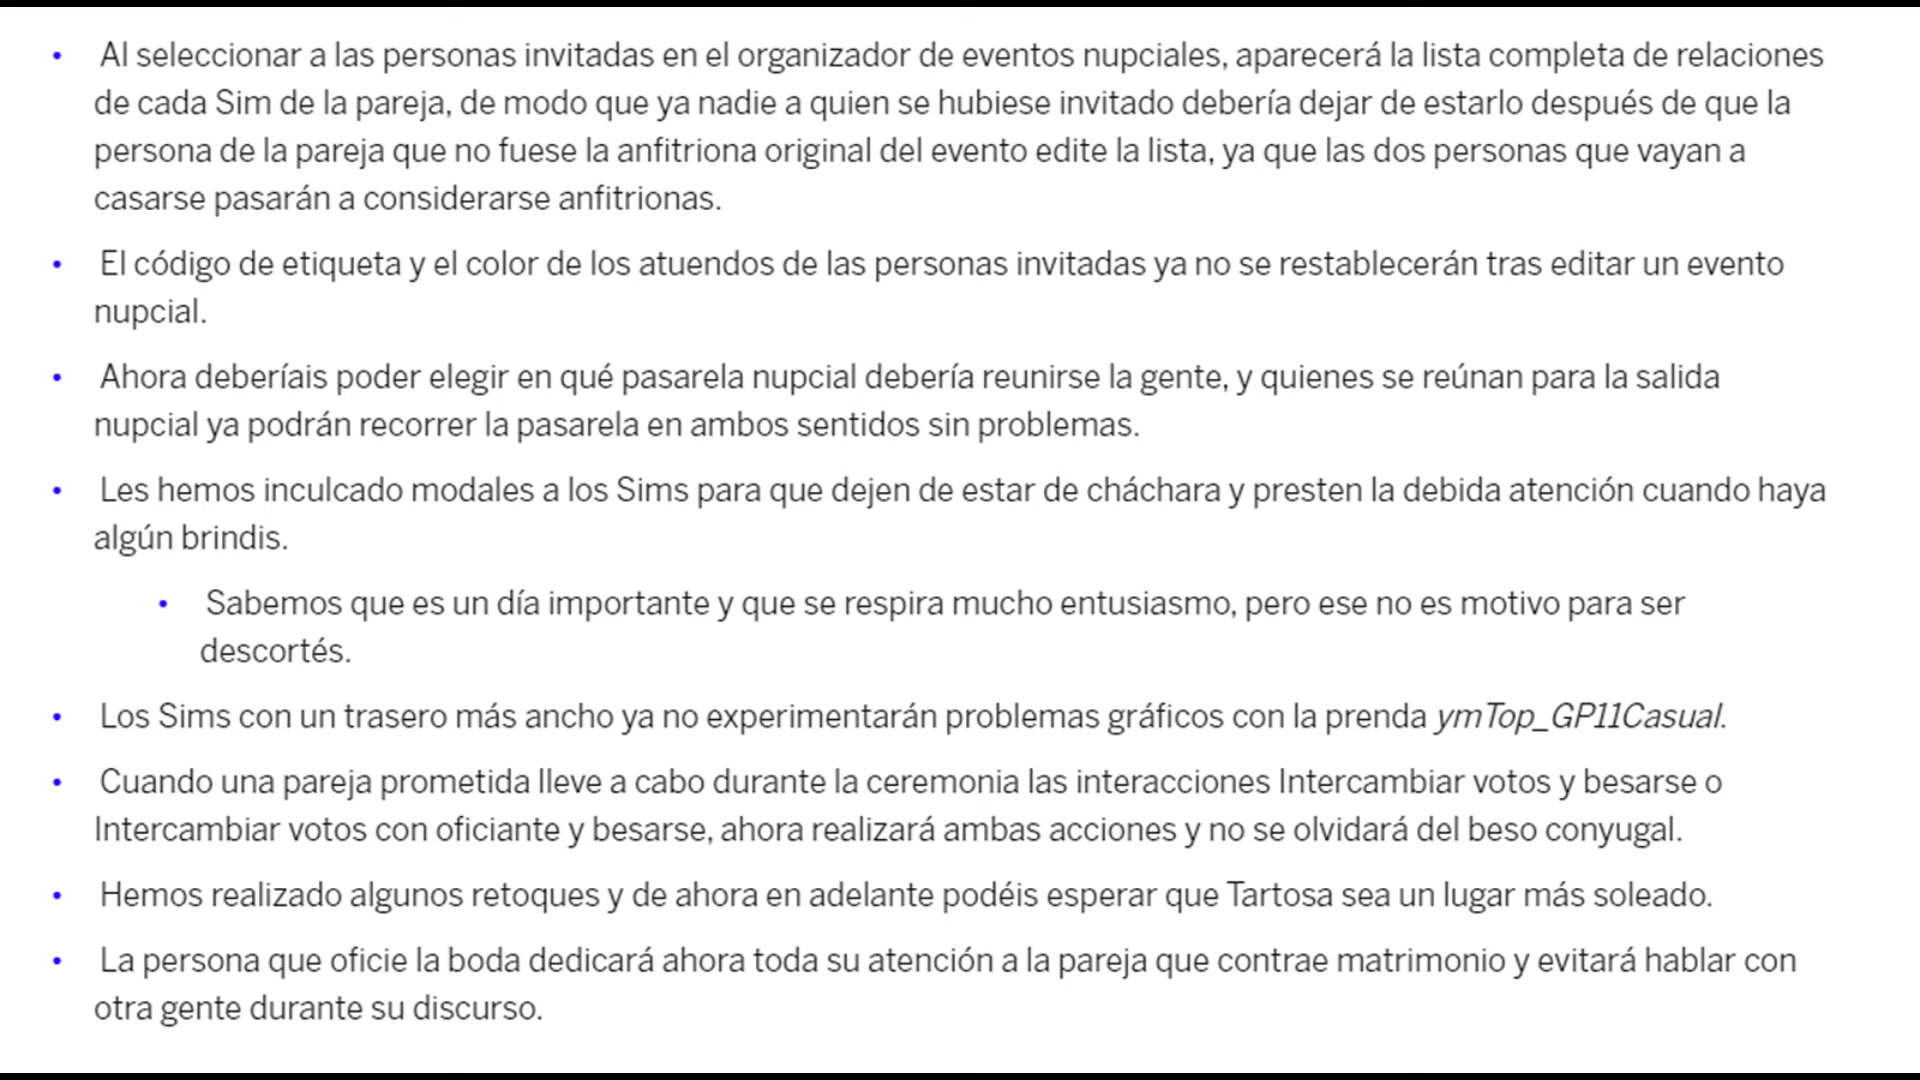 • Al seleccionar a las personas invitadas en el organizador de eventos nupciales, aparecerá la lista completa de relaciones
de cada Sim de la pareja, de modo que ya nadie a quien se hubiese invitado debería dejar de estarlo después de que la
persona de la pareja que no fuese la anfitriona original del evento edite la lista, ya que las dos personas que vayan a
casarse pasarán a considerarse anfitrionas.
• El código de etiqueta y el color de los atuendos de las personas invitadas ya no se restablecerán tras editar un evento
nupcial.
• Ahora deberíais poder elegir en qué pasarela nupcial debería reunirse la gente, y quienes se reúnan para la salida
nupcial ya podrán recorrer la pasarela en ambos sentidos sin problemas.
• Les hemos inculcado modales a los Sims para que dejen de estar de cháchara y presten la debida atención cuando haya
algún brindis.
• Sabemos que es un día importante y que se respira mucho entusiasmo, pero ese no es motivo para ser
descortés.
• Los Sims con un trasero más ancho ya no experimentarán problemas gráficos con la prenda ymTop_GP11Casual.
• Cuando una pareja prometida lleve a cabo durante la ceremonia las interacciones Intercambiar votos y besarse o
Intercambiar votos con oficiante y besarse, ahora realizará ambas acciones y no se olvidará del beso conyugal.
• Hemos realizado algunos retoques y de ahora en adelante podéis esperar que Tartosa sea un lugar más soleado.
• La persona que oficie la boda dedicará ahora toda su atención a la pareja que contrae matrimonio y evitará hablar con
otra gente durante su discurso.